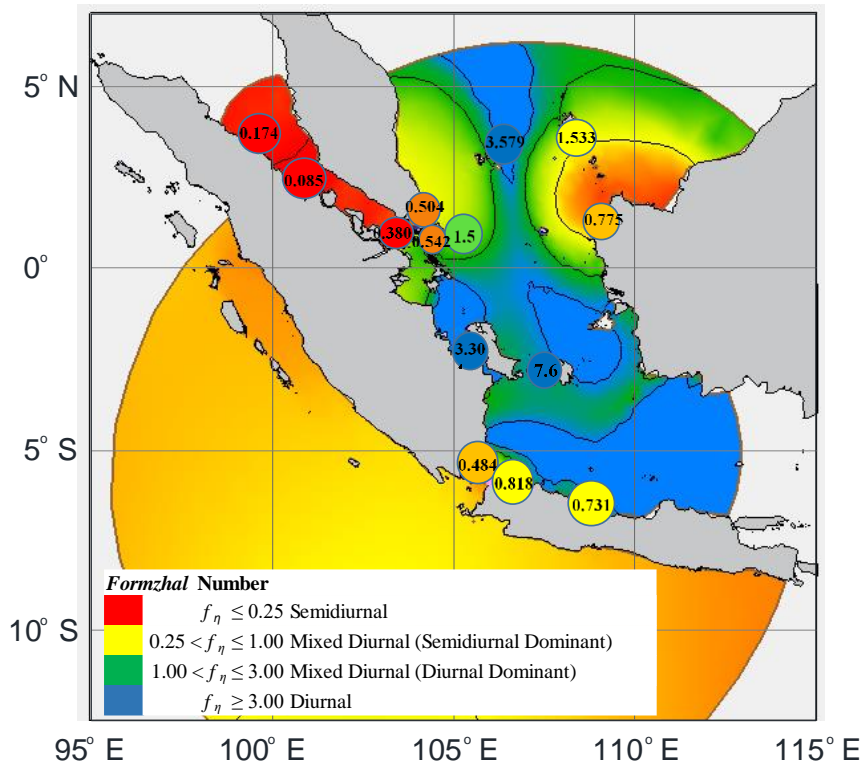 5° N
0°
5° S
10° S
0.174
0.085
0.380
0.504
0.542
1.5
3.579
1.533
0.775
3.30
7.6
0.484
0.818
0.731
Formzhal Number
fη ≤ 0.25 Semidiurnal
0.25 < fη ≤ 1.00 Mixed Diurnal (Semidiurnal Dominant)
1.00 < fη ≤ 3.00 Mixed Diurnal (Diurnal Dominant)
fη ≥ 3.00 Diurnal
95° E 100° E 105° E 110° E 115° E